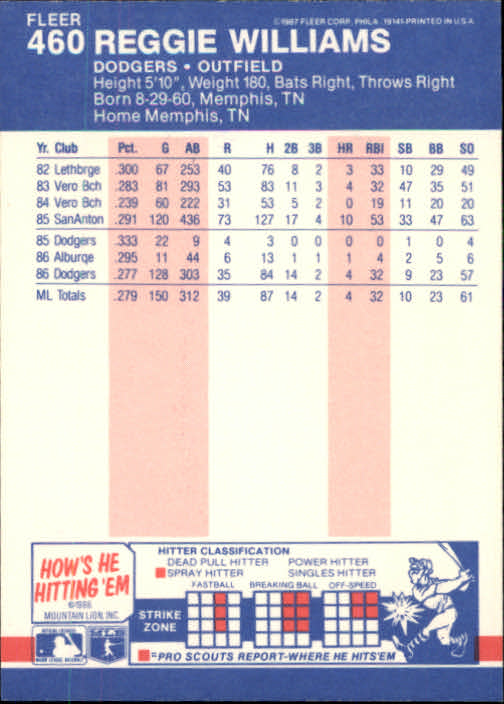 FLEER
©1987 FLEER CORP. PHILA. 19141-PRINTED IN U.S.A
460 REGGIE WILLIAMS
DODGERS • OUTFIELD
Height 5'10", Weight 180, Bats Right, Throws Right
Born 8-29-60, Memphis, TN
Home Memphis, TN
Yr. Club Pct. G AB R H 2B 3B HR RBI SB BB SO
82 Lethbrge .300 67 253 40 76 8 2 3 33 10 29 49
83 Vero Bch .283 81 293 53 83 11 3 4 32 47 35 51
84 Vero Bch .239 60 222 31 53 5 2 0 19 11 20 20
85 SanAnton .291 120 436 73 127 17 4 10 53 33 47 63
85 Dodgers .333 22 9 4 3 0 0 0 0 1 0 4
86 Alburqe .295 11 44 6 13 1 1 1 4 2 5 6
86 Dodgers .277 128 303 35 84 14 2 4 32 9 23 57
ML Totals .279 150 312 39 87 14 2 4 32 10 23 61
HOW'S HE
HITTING 'EM
©1986
MOUNTAIN LION, INC.
HITTER CLASSIFICATION
DEAD PULL HITTER POWER HITTER
SPRAY HITTER SINGLES HITTER
FASTBALL BREAKING BALL OFF-SPEED
STRIKE
ZONE
=PRO SCOUTS REPORT-WHERE HE HITS'EM